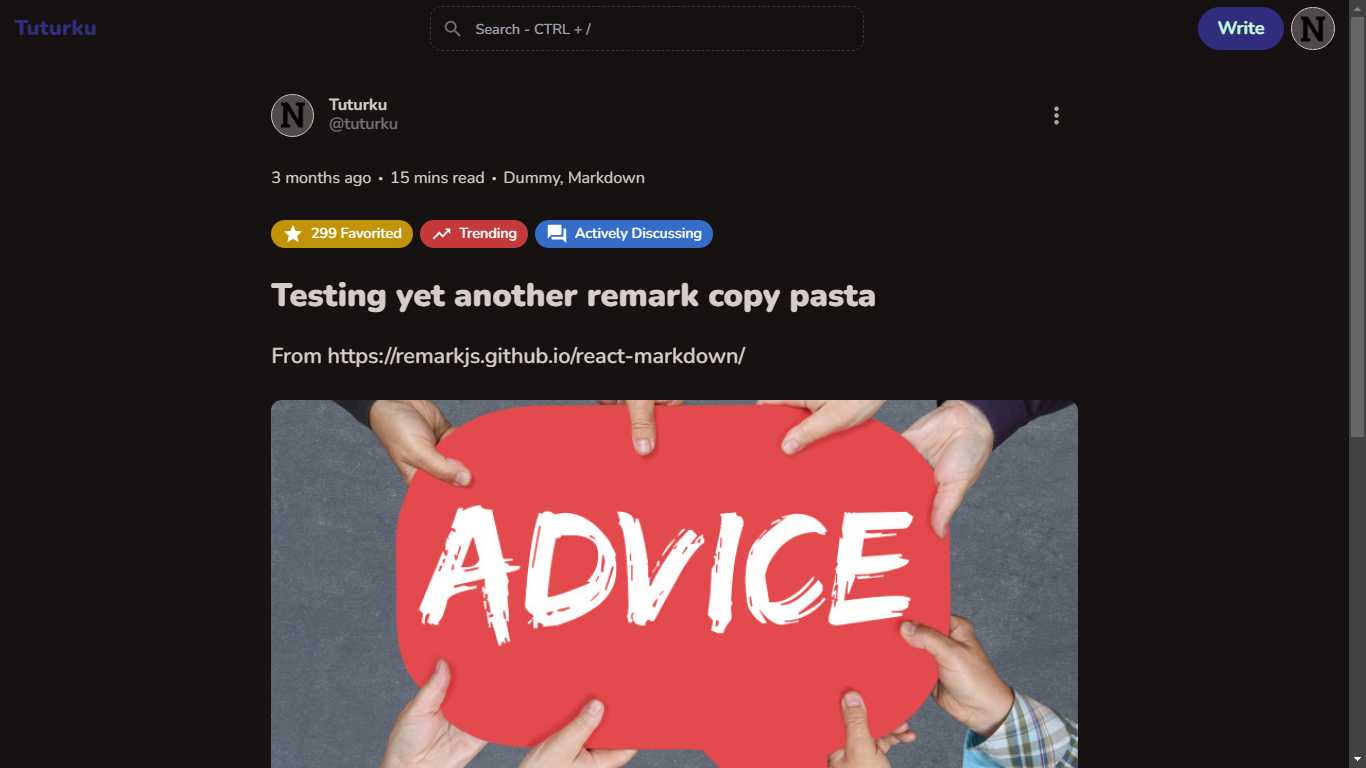 Tuturku
Search - CTRL + /
Write
N
N
Tuturku
@tuturku
3 months ago • 15 mins read • Dummy, Markdown
299 Favorited
Trending
Actively Discussing
Testing yet another remark copy pasta
From https://remarkjs.github.io/react-markdown/
ADVICE